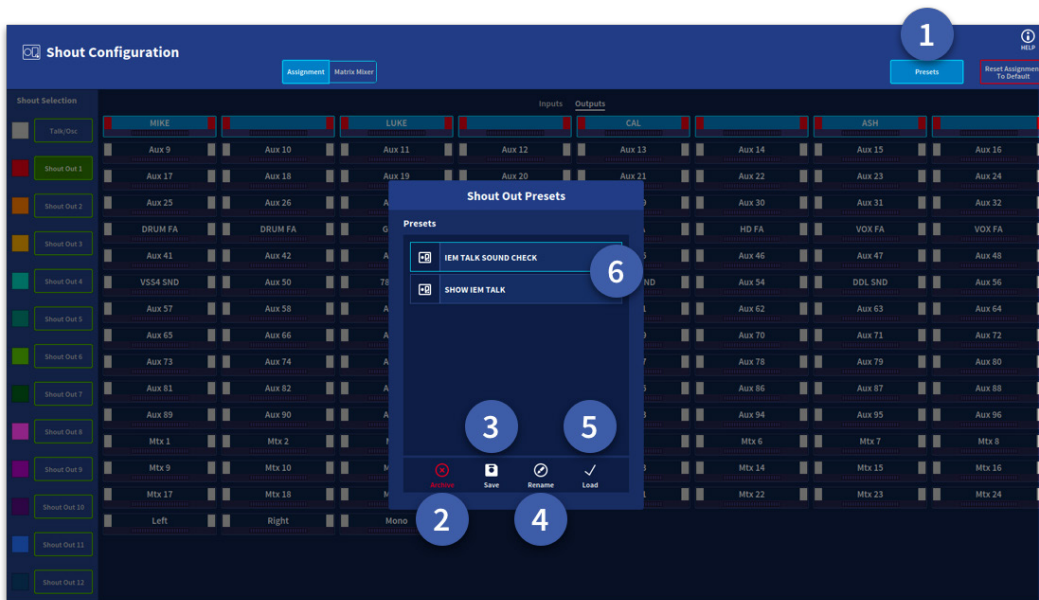 1
HELP
Shout Configuration
Assignment Matrix Mixer
Presets
Reset Assignmen
To Default
Shout Selection
Inputs Outputs
Talk/Osc
Shout Out 1
Shout Out 2
Shout Out 3
Shout Out 4
Shout Out 5
Shout Out 6
Shout Out 7
Shout Out 8
Shout Out 9
Shout Out 10
Shout Out 11
Shout Out 12
MIKE LUKE CAL ASH
Aux 9 Aux 10 Aux 11 Aux 12 Aux 13 Aux 14 Aux 15 Aux 16
Aux 17 Aux 18 Aux 19 Aux 20 Aux 21 Aux 22 Aux 23 Aux 24
Aux 25 Aux 26 A Aux 30 Aux 31 Aux 32
DRUM FA DRUM FA G HD FA VOX FA VOX FA
Aux 41 Aux 42 A Aux 46 Aux 47 Aux 48
VSS4 SND Aux 50 78 ND Aux 54 DDL SND Aux 56
Aux 57 Aux 58 A Aux 62 Aux 63 Aux 64
Aux 65 Aux 66 A Aux 70 Aux 71 Aux 72
Aux 73 Aux 74 A Aux 78 Aux 79 Aux 80
Aux 81 Aux 82 A Aux 86 Aux 87 Aux 88
Aux 89 Aux 90 A Aux 94 Aux 95 Aux 96
Mtx 1 Mtx 2 Mtx 6 Mtx 7 Mtx 8
Mtx 9 Mtx 10 M Mtx 14 Mtx 15 Mtx 16
Mtx 17 Mtx 18 M Mtx 22 Mtx 23 Mtx 24
Left Right Mono
Shout Out Presets
Presets
IEM TALK SOUND CHECK
6
SHOW IEM TALK
3 5
Archive Save Rename Load
2 4